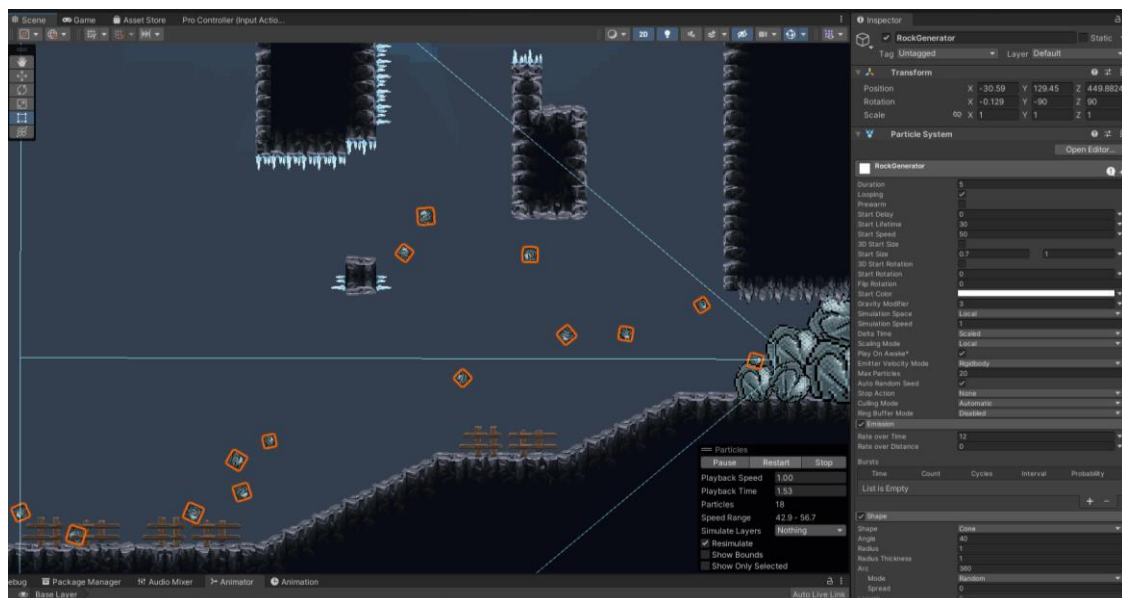 Scene Game Asset Store Pro Controller (Input Actio...
2D
Inspector
RockGenerator Static
Tag Untagged Layer Default
Transform
Position X -30.59 Y 129.45 Z 449.8824
Rotation X -0.129 Y -90 Z 90
Scale X 1 Y 1 Z 1
Particle System
Open Editor...
RockGenerator
Duration 5
Looping
Prewarm
Start Delay 0
Start Lifetime 30
Start Speed 50
3D Start Size
Start Size 0.7 1
3D Start Rotation
Start Rotation 0
Flip Rotation 0
Start Color
Gravity Modifier 3
Simulation Space Local
Simulation Speed 1
Delta Time Scaled
Scaling Mode Local
Play On Awake*
Emitter Velocity Mode Rigidbody
Max Particles 20
Auto Random Seed
Stop Action None
Culling Mode Automatic
Ring Buffer Mode Disabled
Emission
Rate over Time 12
Rate over Distance 0
Bursts
Time Count Cycles Interval Probability
List is Empty
+ -
Shape
Shape Cone
Angle 40
Radius 1
Radius Thickness 1
Arc 360
Mode Random
Spread 0
Particles
Pause Restart Stop
Playback Speed 1.00
Playback Time 1.53
Particles 18
Speed Range 42.9 - 56.7
Simulate Layers Nothing
Resimulate
Show Bounds
Show Only Selected
ebug Package Manager Audio Mixer Animator Animation
Base Layer Auto Live Link